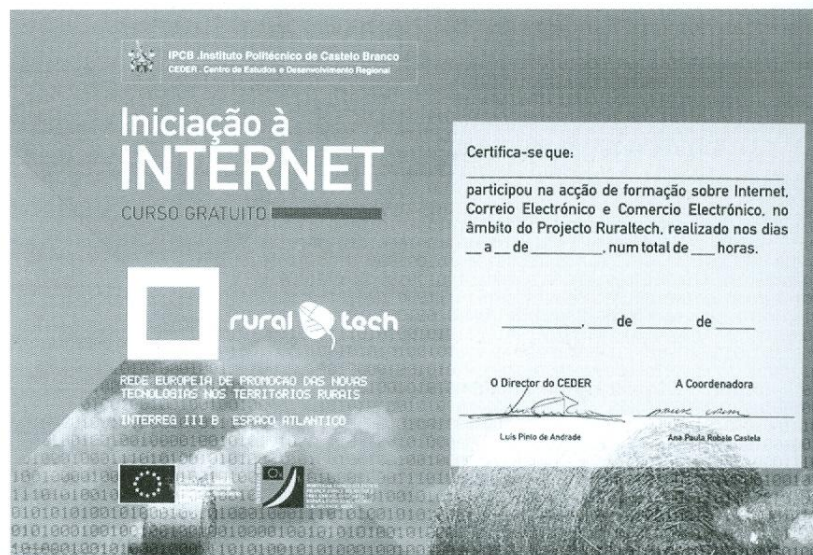 IPCB .Instituto Politécnico de Castelo Branco
CEDER . Centro de Estudos e Desenvolvimento Regional
Iniciação à
INTERNET
CURSO GRATUITO
rural tech
REDE EUROPEIA DE PROMOCAO DAS NOVAS
TECNOLOGIAS NOS TERRITORIOS RURAIS
INTERREG III B ESPACO ATLANTICO
Certifica-se que:
participou na acção de formação sobre Internet,
Correio Electrónico e Comercio Electrónico, no
âmbito do Projecto Ruraltech, realizado nos dias
__ a __ de ________, num total de ___ horas.
________, ___ de ______ de ____
O Director do CEDER
A Coordenadora
Luís Pinto de Andrade
Ana Paula Robalo Castela